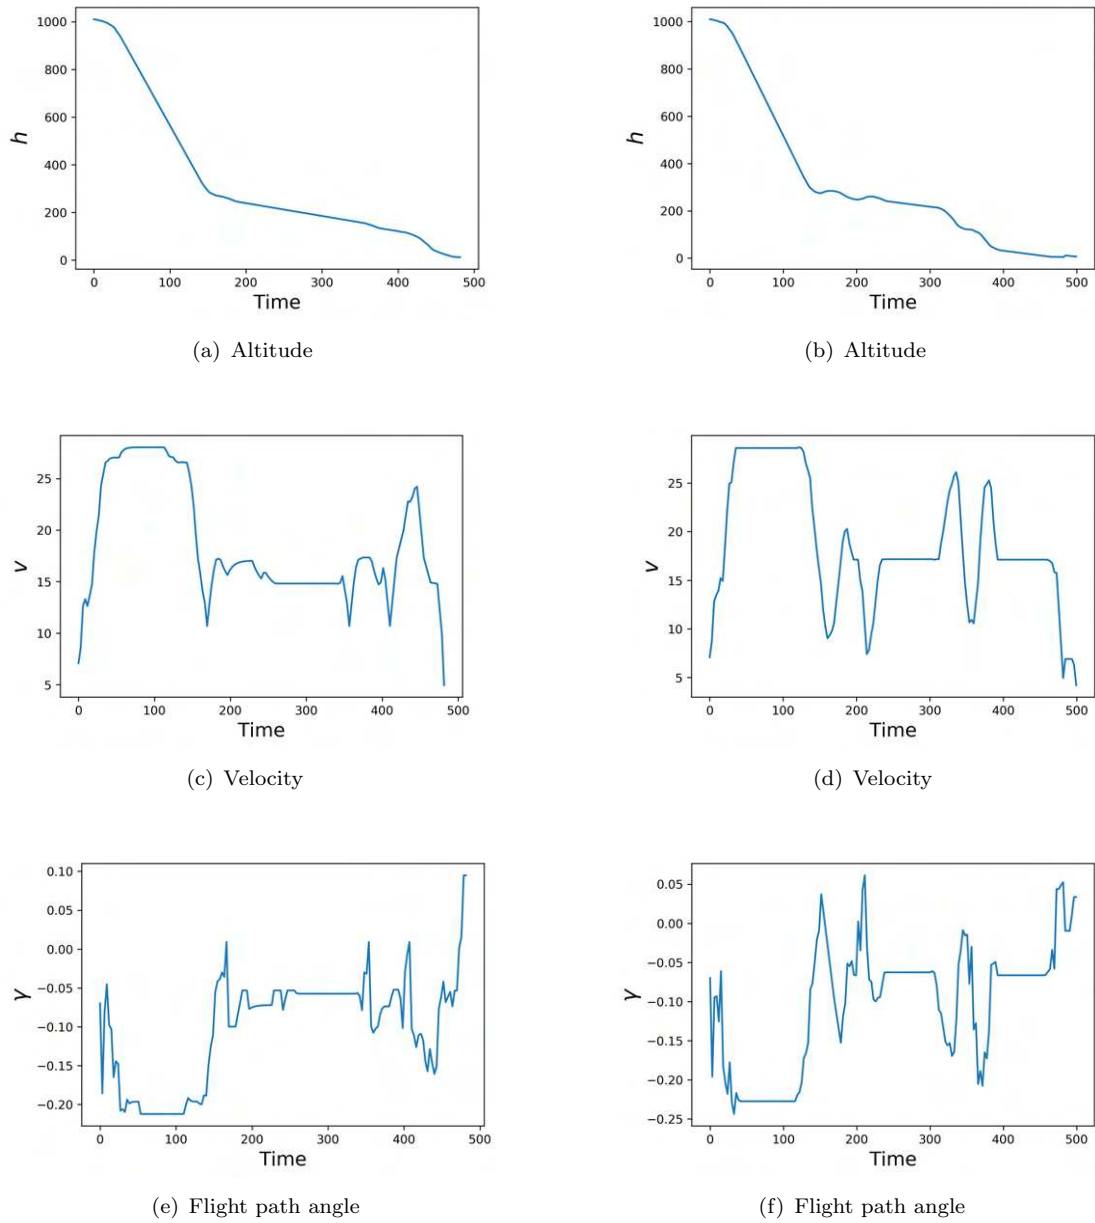 1000
800
600
400
200
0
h
0 100 200 300 400 500
Time
(a) Altitude
1000
800
600
400
200
0
h
0 100 200 300 400 500
Time
(b) Altitude
25
20
15
10
5
v
0 100 200 300 400 500
Time
(c) Velocity
25
20
15
10
5
v
0 100 200 300 400 500
Time
(d) Velocity
0.10
0.05
0.00
−0.05
−0.10
−0.15
−0.20
γ
0 100 200 300 400 500
Time
(e) Flight path angle
0.05
0.00
−0.05
−0.10
−0.15
−0.20
−0.25
γ
0 100 200 300 400 500
Time
(f) Flight path angle